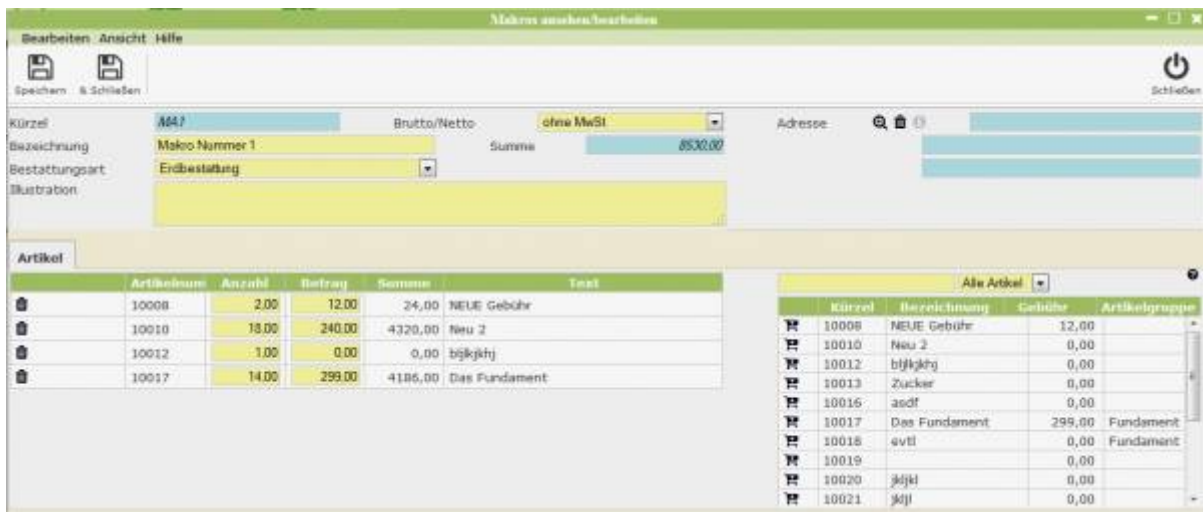 Makros ansehen/bearbeiten
Bearbeiten Ansicht Hilfe
Speichern & Schließen Schließen
Kürzel MA1 Brutto/Netto ohne MwSt Adresse
Bezeichnung Makro Nummer 1 Summe 8530,00
Bestattungsart Erdbestattung
Illustration
Artikel
Artikelnum Anzahl Betrag Summe Text
10008 2,00 12,00 24,00 NEUE Gebühr
10010 18,00 240,00 4320,00 Neu 2
10012 1,00 0,00 0,00
10017 14,00 299,00 4186,00 Das Fundament
Alle Artikel
Kürzel Bezeichnung Gebühr Artikelgruppe
10008 NEUE Gebühr 12,00
10010 Neu 2 0,00
10012 0,00
10013 Zucker 0,00
10016 asdf 0,00
10017 Das Fundament 299,00 Fundament
10018 evtl 0,00 Fundament
10019 0,00
10020 jkljkl 0,00
10021 jkljl 0,00